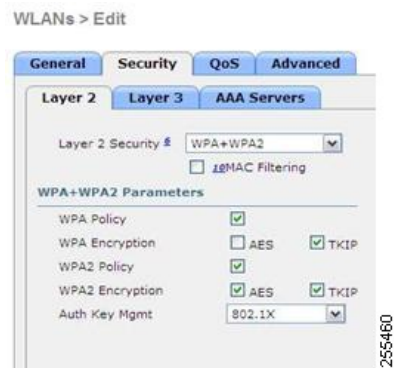 WLANs > Edit
General Security QoS Advanced
Layer 2 Layer 3 AAA Servers
Layer 2 Security 6 WPA+WPA2
10MAC Filtering
WPA+WPA2 Parameters
WPA Policy
WPA Encryption AES TKIP
WPA2 Policy
WPA2 Encryption AES TKIP
Auth Key Mgmt 802.1X
255460